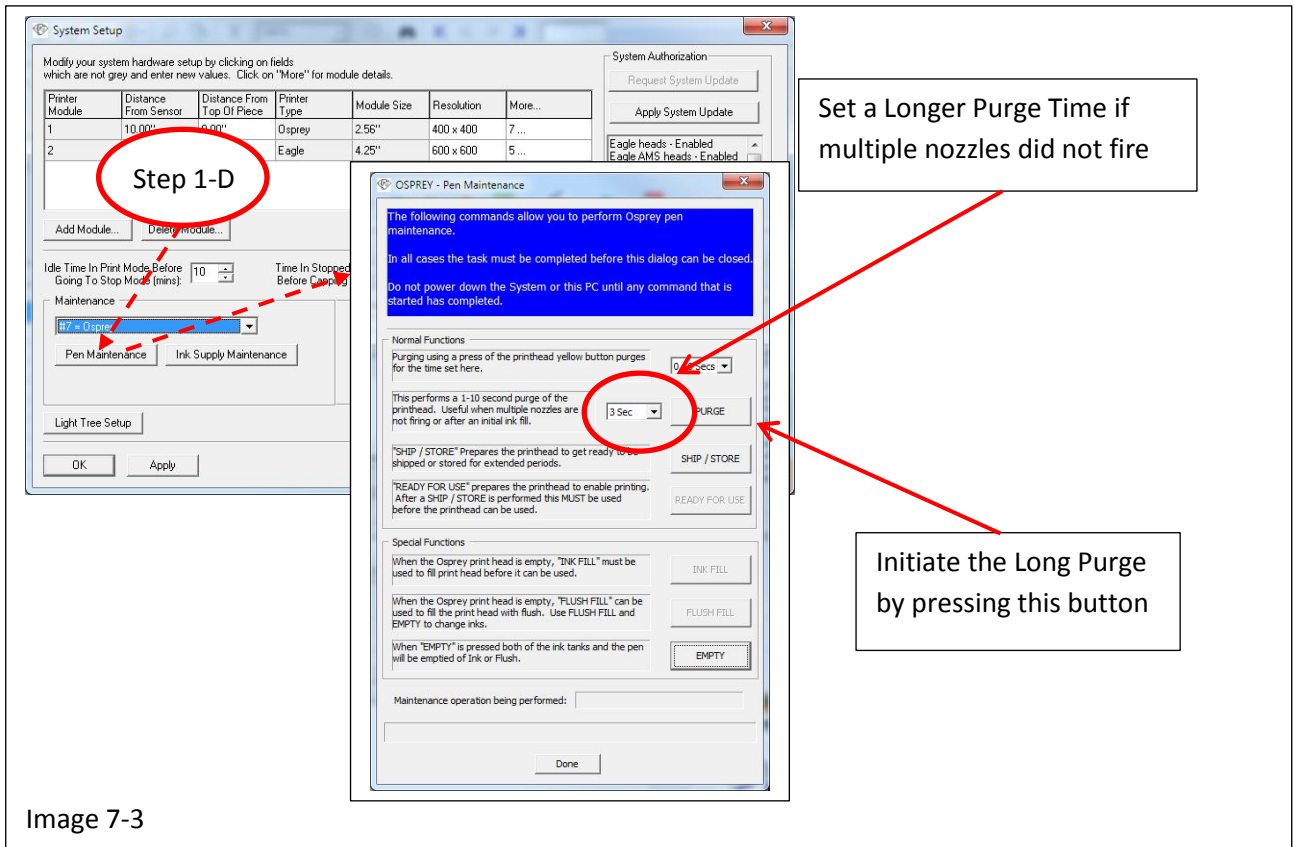 System Setup
Modify your system hardware setup by clicking on fields
which are not grey and enter new values. Click on "More" for module details.
Printer Module
Distance From Sensor
Distance From Top Of Piece
Printer Type
Module Size
Resolution
More...
1
10.00"
Osprey
2.56"
400 x 400
7 ...
2
Eagle
4.25"
600 x 600
5 ...
System Authorization
Request System Update
Apply System Update
Eagle heads - Enabled
Eagle AMS heads - Enabled
Step 1-D
Add Module...
Delete Module...
Idle Time In Print Mode Before
Going To Stop Mode (mins):
10
Time In Stopped
Before Capping
Maintenance
#7 = Osprey
Pen Maintenance
Ink Supply Maintenance
Light Tree Setup
OK
Apply
OSPREY - Pen Maintenance
The following commands allow you to perform Osprey pen
maintenance.
In all cases the task must be completed before this dialog can be closed.
Do not power down the System or this PC until any command that is
started has completed.
Normal Functions
Purging using a press of the printhead yellow button purges
for the time set here.
Secs
This performs a 1-10 second purge of the
printhead. Useful when multiple nozzles are
not firing or after an initial ink fill.
3 Sec
PURGE
"SHIP / STORE" Prepares the printhead to get ready to be
shipped or stored for extended periods.
SHIP / STORE
"READY FOR USE" prepares the printhead to enable printing.
After a SHIP / STORE is performed this MUST be used
before the printhead can be used.
READY FOR USE
Special Functions
When the Osprey print head is empty, "INK FILL" must be
used to fill print head before it can be used.
INK FILL
When the Osprey print head is empty, "FLUSH FILL" can be
used to fill the print head with flush. Use FLUSH FILL and
EMPTY to change inks.
FLUSH FILL
When "EMPTY" is pressed both of the ink tanks and the pen
will be emptied of Ink or Flush.
EMPTY
Maintenance operation being performed:
Done
Set a Longer Purge Time if
multiple nozzles did not fire
Initiate the Long Purge
by pressing this button
Image 7-3